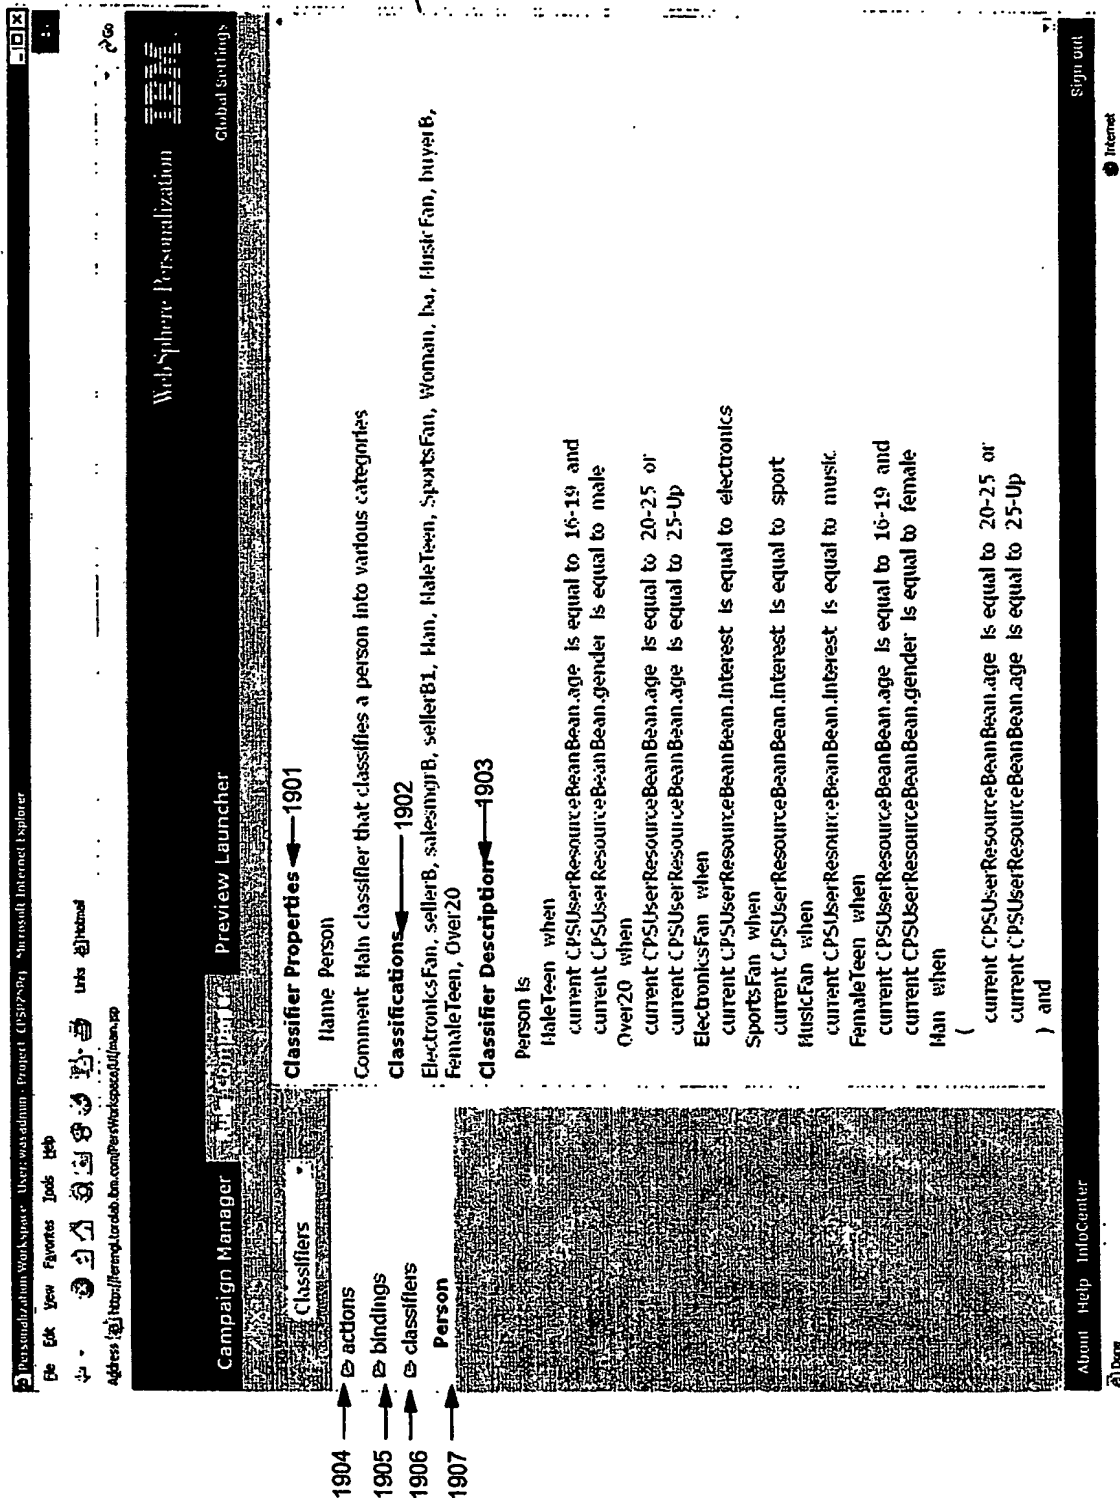 Personalization Workspace User: wasadmin - Project - Microsoft Internet Explorer
File Edit View Favorites Tools Help
Links Hotmail
Address
Go
WebSphere Personalization IBM
Campaign Manager
Preview Launcher
Global Settings
Classifiers
1904 actions
1905 bindings
1906 classifiers
1907 Person
Classifier Properties 1901
Name Person
Comment Main classifier that classifies a person into various categories
Classifications 1902
ElectronicsFan, sellerB, salesmgrB, sellerB1, Man, MaleTeen, SportsFan, Woman, ba, MusicFan, buyerB,
FemaleTeen, Over20
Classifier Description 1903
Person is
MaleTeen when
current CPSUserResourceBeanBean.age is equal to 16-19 and
current CPSUserResourceBeanBean.gender is equal to male
Over20 when
current CPSUserResourceBeanBean.age is equal to 20-25 or
current CPSUserResourceBeanBean.age is equal to 25-Up
ElectronicsFan when
current CPSUserResourceBeanBean.interest is equal to electronics
SportsFan when
current CPSUserResourceBeanBean.interest is equal to sport
MusicFan when
current CPSUserResourceBeanBean.interest is equal to music
FemaleTeen when
current CPSUserResourceBeanBean.age is equal to 16-19 and
current CPSUserResourceBeanBean.gender is equal to female
Man when
(
current CPSUserResourceBeanBean.age is equal to 20-25 or
current CPSUserResourceBeanBean.age is equal to 25-Up
) and
About Help InfoCenter
Sign out
Done
Internet